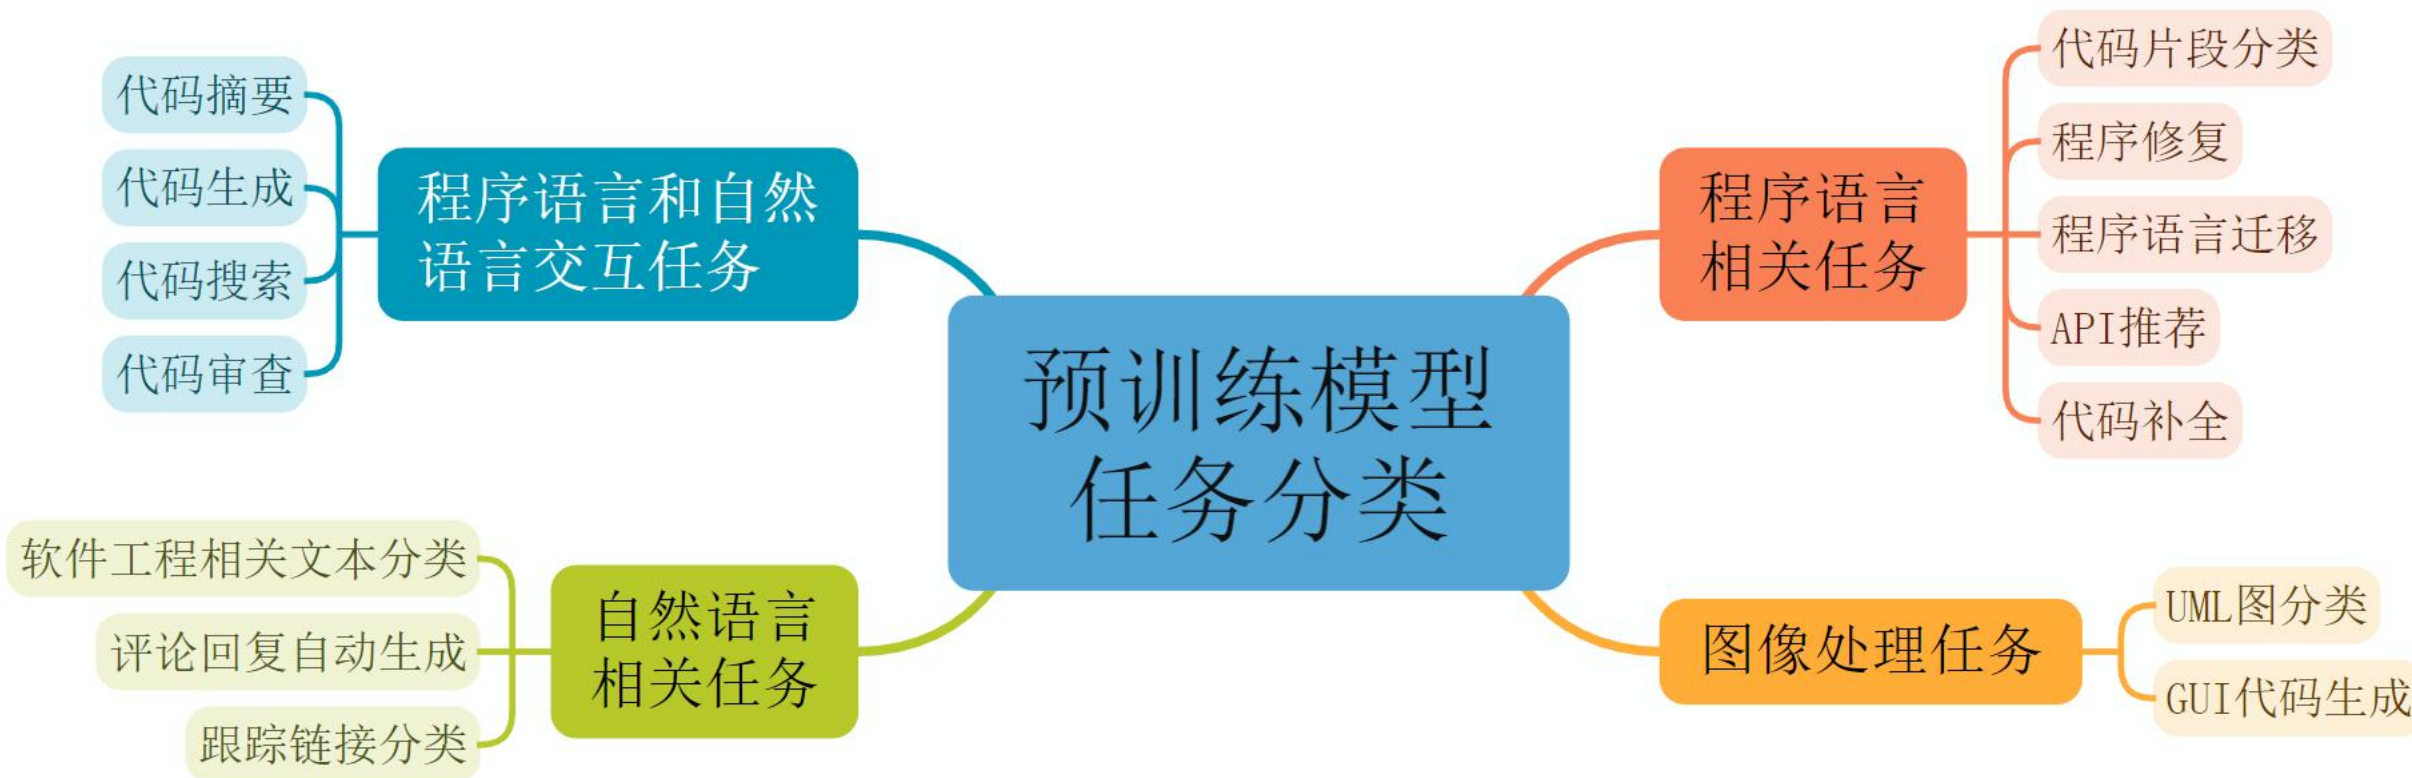 代码摘要
代码生成
代码搜索
代码审查
程序语言和自然
语言交互任务
软件工程相关文本分类
评论回复自动生成
跟踪链接分类
自然语言
相关任务
预训练模型
任务分类
程序语言
相关任务
代码片段分类
程序修复
程序语言迁移
API推荐
代码补全
图像处理任务
UML图分类
GUI代码生成